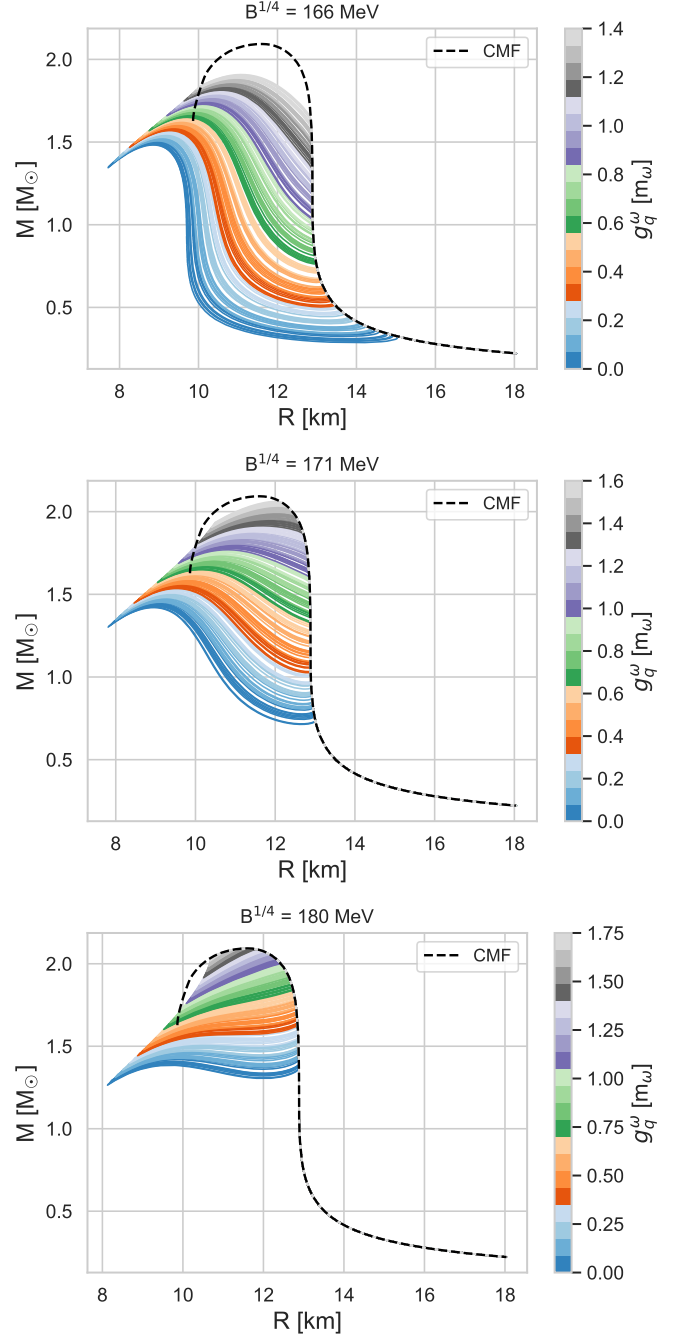 B^{1/4} = 166 MeV
CMF
M [M_⊙]
2.0
1.5
1.0
0.5
8 10 12 14 16 18
R [km]
1.4
1.2
1.0
0.8
0.6
0.4
0.2
0.0
g_q^ω [m_ω]
B^{1/4} = 171 MeV
CMF
M [M_⊙]
2.0
1.5
1.0
0.5
8 10 12 14 16 18
R [km]
1.6
1.4
1.2
1.0
0.8
0.6
0.4
0.2
0.0
g_q^ω [m_ω]
B^{1/4} = 180 MeV
CMF
M [M_⊙]
2.0
1.5
1.0
0.5
8 10 12 14 16 18
R [km]
1.75
1.50
1.25
1.00
0.75
0.50
0.25
0.00
g_q^ω [m_ω]